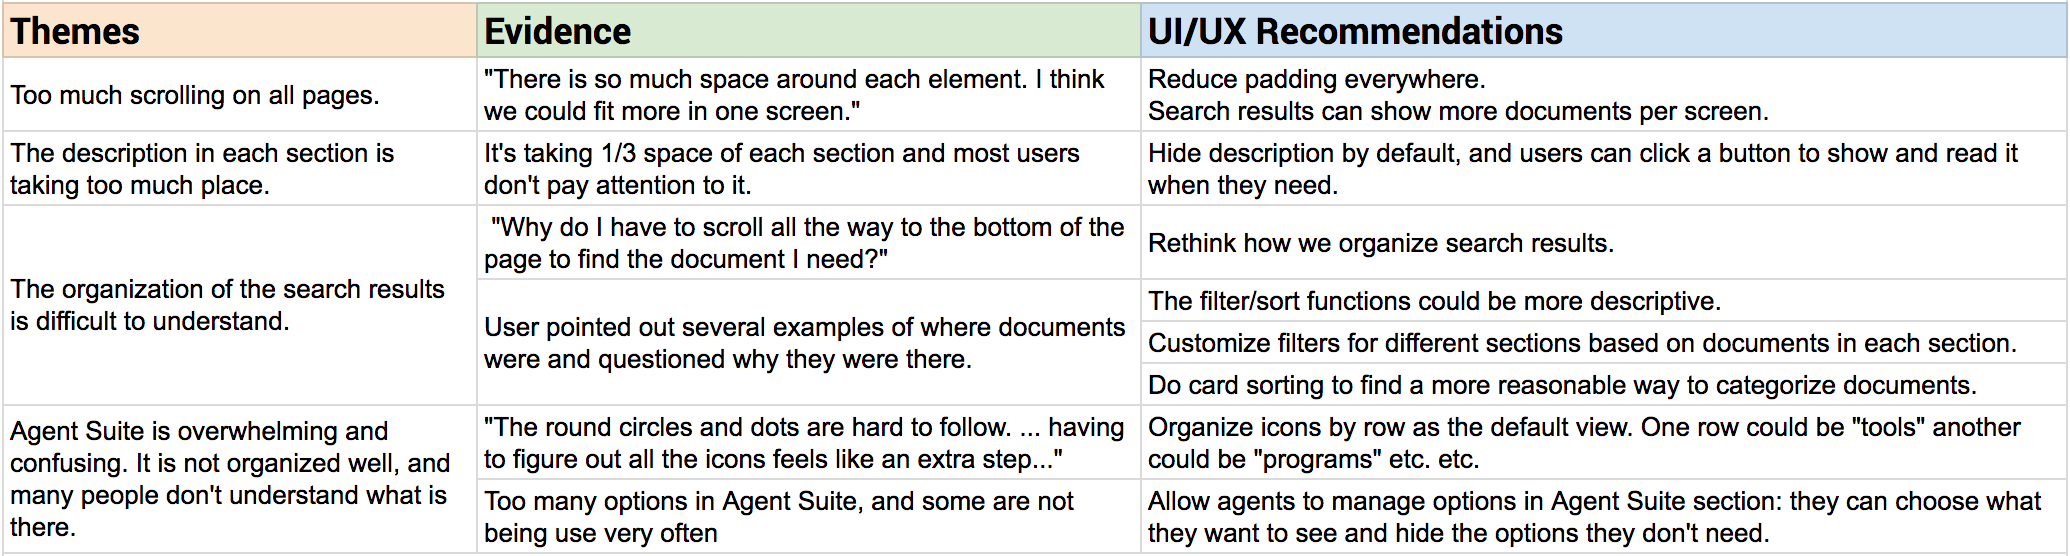 Themes
Evidence
UI/UX Recommendations
Too much scrolling on all pages.
"There is so much space around each element. I think
we could fit more in one screen."
Reduce padding everywhere.
Search results can show more documents per screen.
The description in each section is
taking too much place.
It's taking 1/3 space of each section and most users
don't pay attention to it.
Hide description by default, and users can click a button to show and read it
when they need.
The organization of the search results
is difficult to understand.
"Why do I have to scroll all the way to the bottom of the
page to find the document I need?"
Rethink how we organize search results.
User pointed out several examples of where documents
were and questioned why they were there.
The filter/sort functions could be more descriptive.
Customize filters for different sections based on documents in each section.
Do card sorting to find a more reasonable way to categorize documents.
Agent Suite is overwhelming and
confusing. It is not organized well, and
many people don't understand what is
there.
"The round circles and dots are hard to follow. ... having
to figure out all the icons feels like an extra step..."
Organize icons by row as the default view. One row could be "tools" another
could be "programs" etc. etc.
Too many options in Agent Suite, and some are not
being use very often
Allow agents to manage options in Agent Suite section: they can choose what
they want to see and hide the options they don't need.